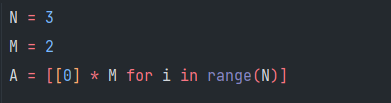 N = 3
M = 2
A = [[0] * M for i in range(N)]